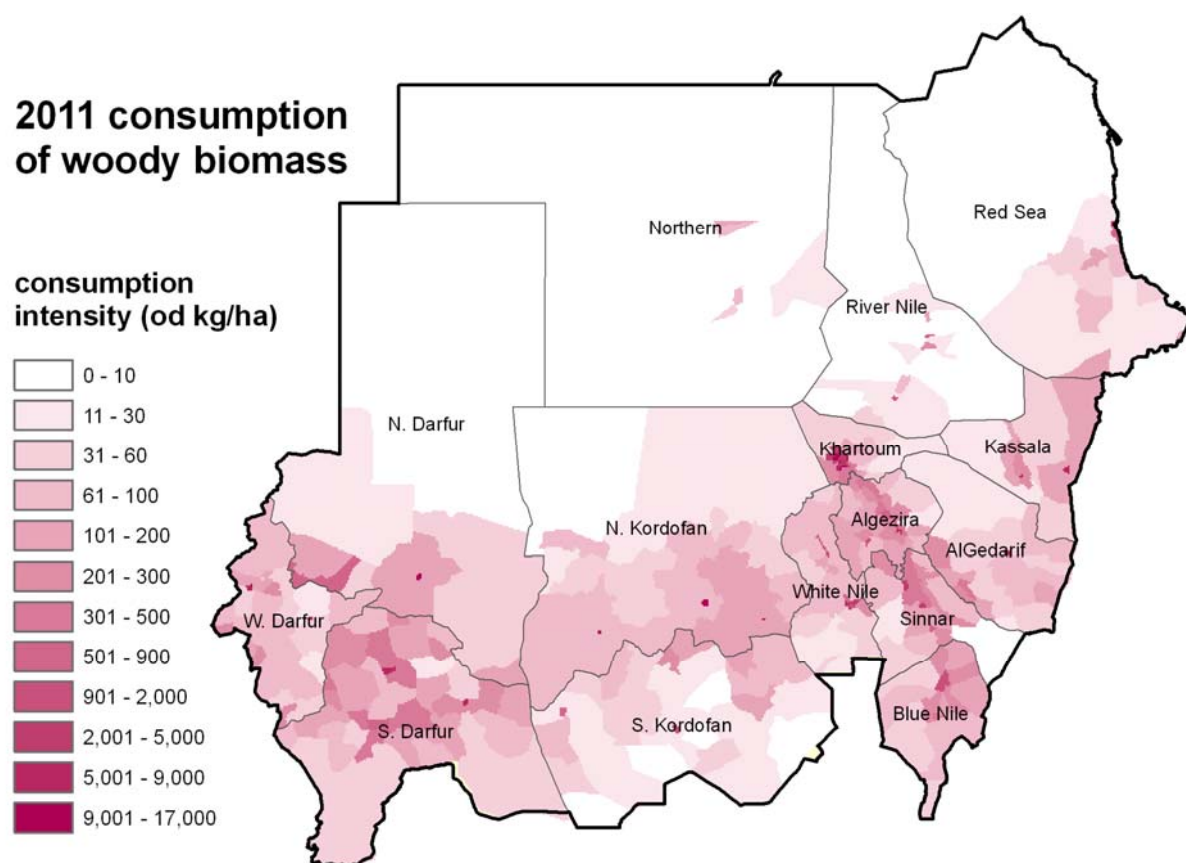 2011 consumption
of woody biomass
consumption
intensity (od kg/ha)
0 - 10
11 - 30
31 - 60
61 - 100
101 - 200
201 - 300
301 - 500
501 - 900
901 - 2,000
2,001 - 5,000
5,001 - 9,000
9,001 - 17,000
Red Sea
Northern
River Nile
N. Darfur
Khartoum
Kassala
N. Kordofan
Algezira
AlGedarif
White Nile
W. Darfur
Sinnar
S. Darfur
S. Kordofan
Blue Nile